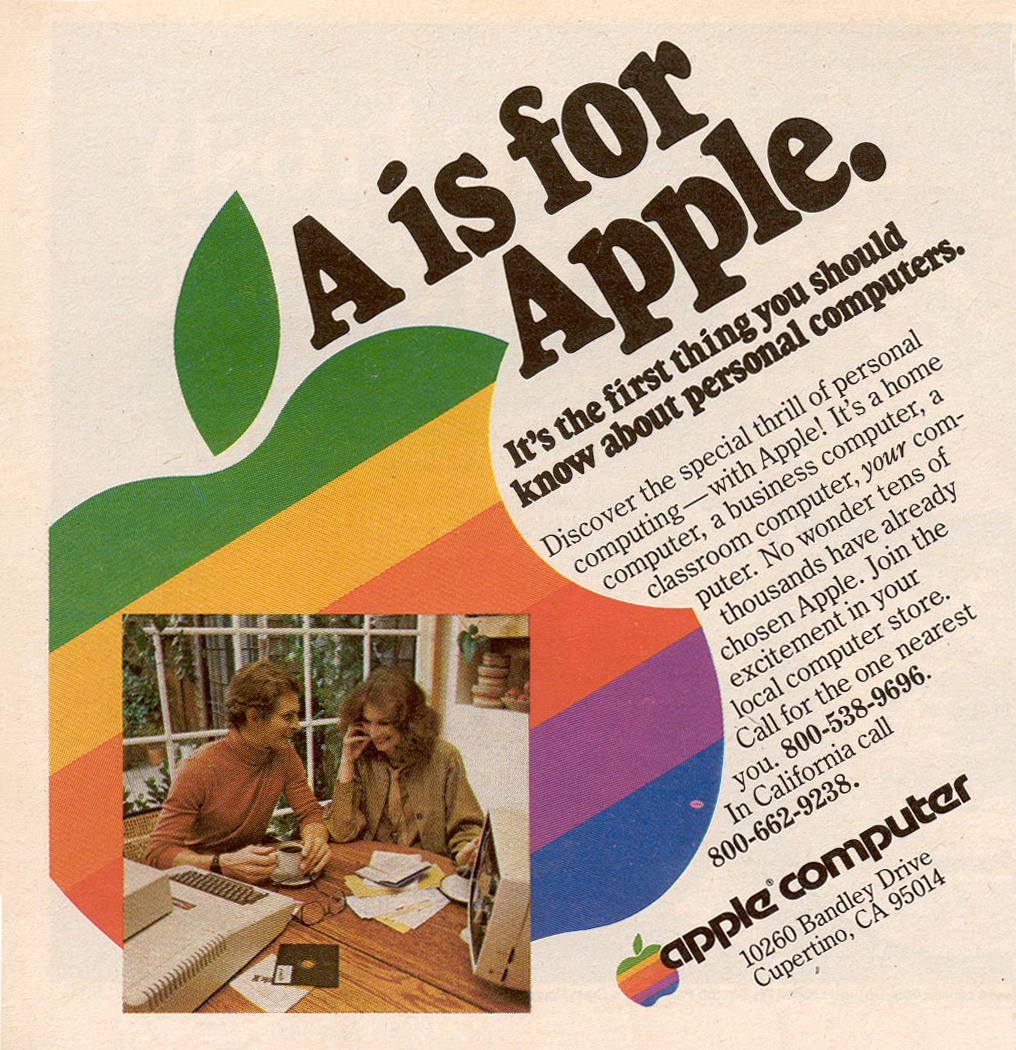 A is for
Apple.
It's the first thing you should
know about personal computers.
Discover the special thrill of personal
computing—with Apple! It's a home
computer, a business computer, a
classroom computer, your com-
puter. No wonder tens of
thousands have already
chosen Apple. Join the
excitement in your
local computer store.
Call for the one nearest
you. 800-538-9696.
In California call
800-662-9238.
apple® computer
10260 Bandley Drive
Cupertino, CA 95014